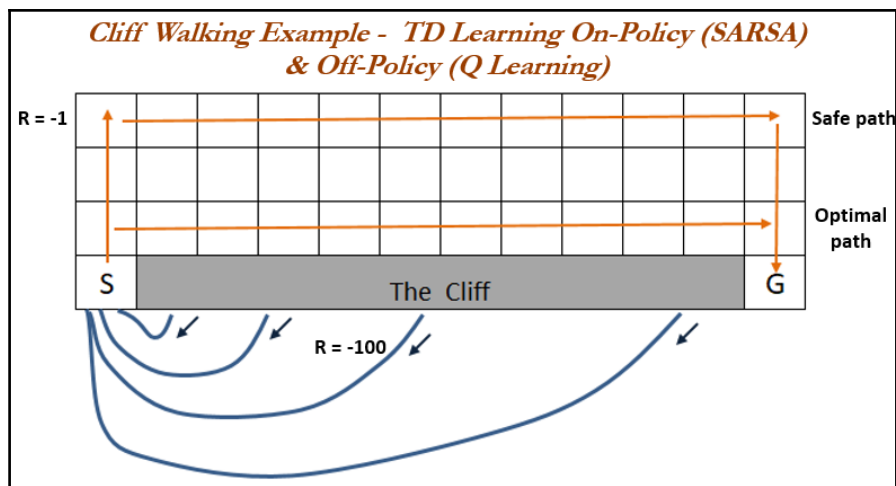 Cliff Walking Example - TD Learning On-Policy (SARSA)
& Off-Policy (Q Learning)
R = -1
Safe path
Optimal
path
S
The Cliff
G
R = -100